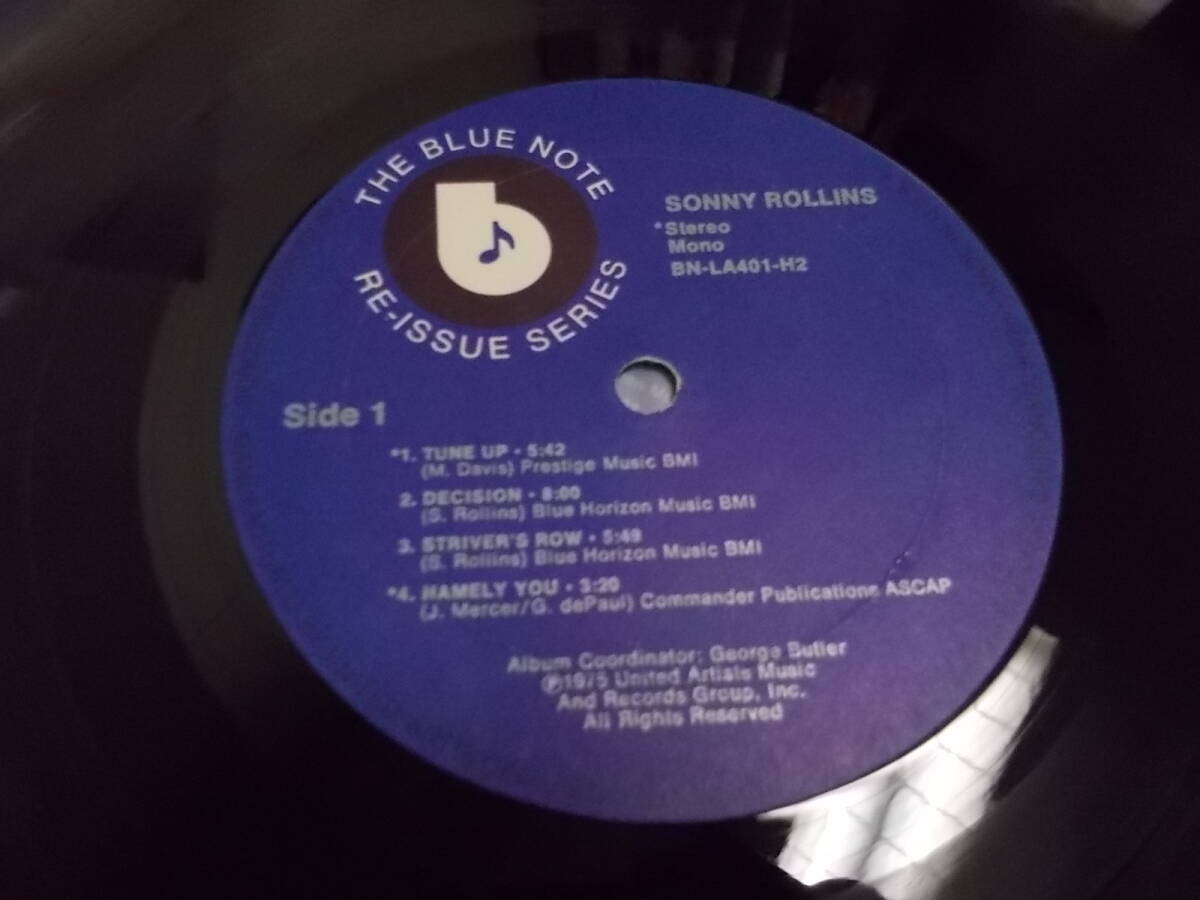 THE BLUE NOTE
RE-ISSUE SERIES
SONNY ROLLINS
*Stereo
Mono
BN-LA401-H2
Side 1
*1. TUNE UP • 5:42
(M. Davis) Prestige Music BMI
2. DECISION • 8:00
(S. Rollins) Blue Horizon Music BMI
3. STRIVER'S ROW • 5:49
(S. Rollins) Blue Horizon Music BMI
*4. NAMELY YOU • 3:20
(J. Mercer/G. dePaul) Commander Publications ASCAP
Album Coordinator: George Butler
℗1975 United Artists Music
And Records Group, Inc.
All Rights Reserved